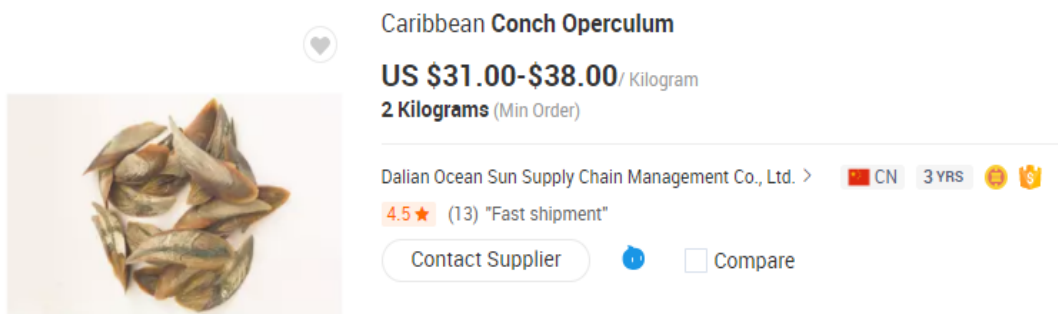 Caribbean Conch Operculum
US $31.00-$38.00/ Kilogram
2 Kilograms (Min Order)
Dalian Ocean Sun Supply Chain Management Co., Ltd. > CN 3 YRS
4.5★ (13) "Fast shipment"
Contact Supplier Compare